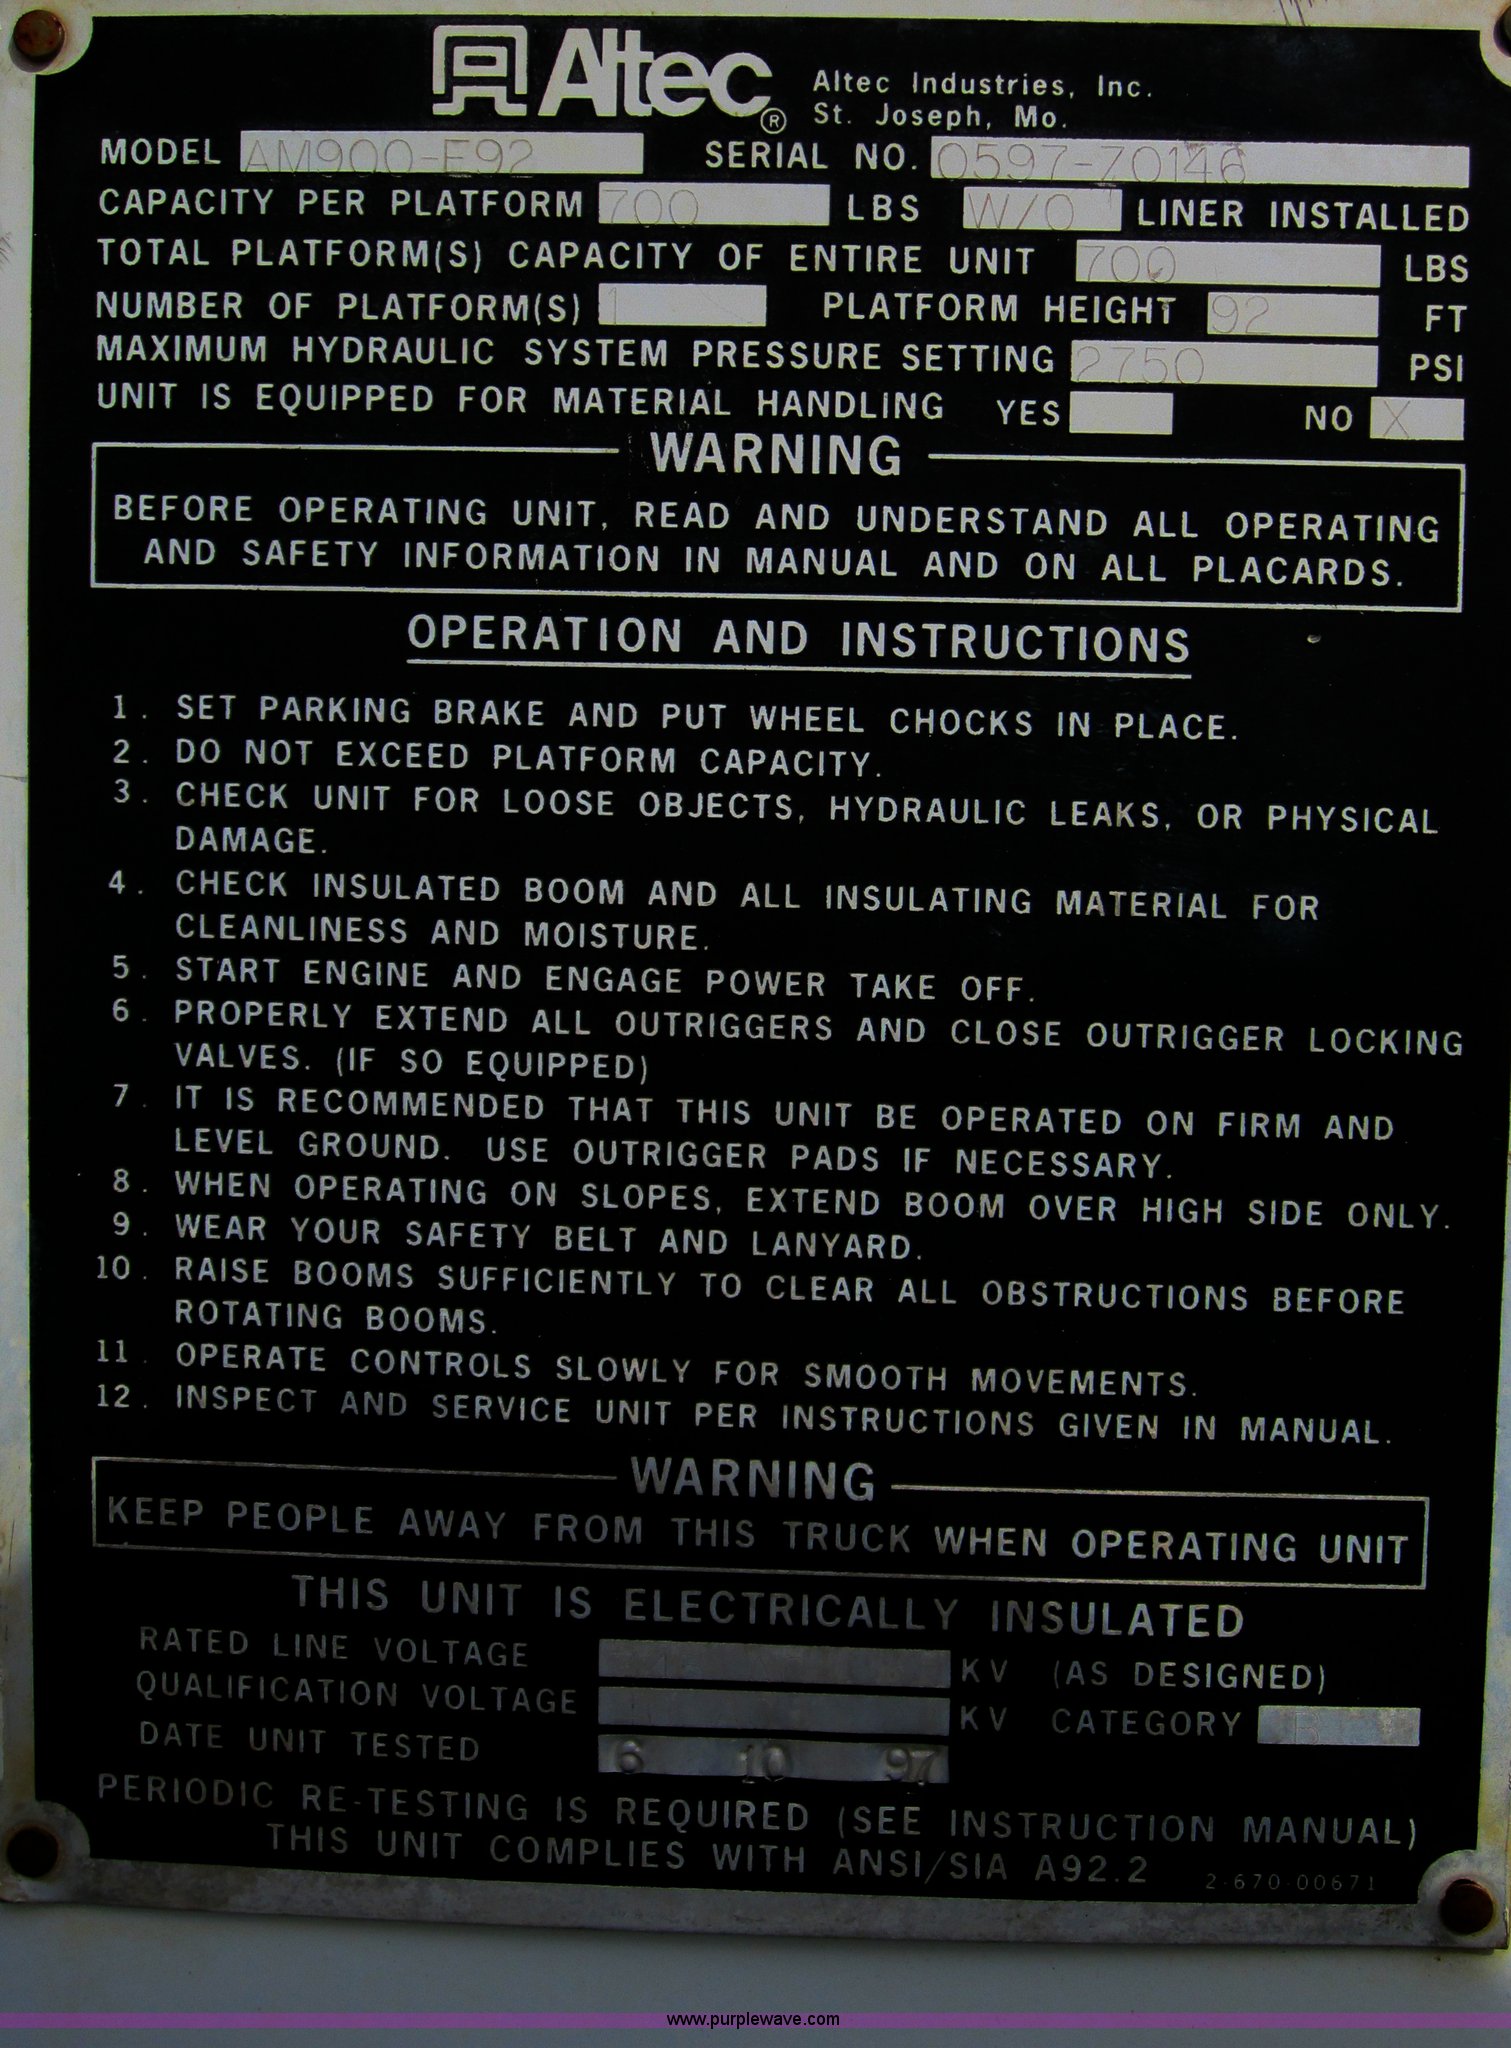 Altec ® Altec Industries, Inc.
St. Joseph, Mo.
MODEL AM900-E92 SERIAL NO. 0597-Z0146
CAPACITY PER PLATFORM 700 LBS W/O LINER INSTALLED
TOTAL PLATFORM(S) CAPACITY OF ENTIRE UNIT 700 LBS
NUMBER OF PLATFORM(S) 1 PLATFORM HEIGHT 92 FT
MAXIMUM HYDRAULIC SYSTEM PRESSURE SETTING 2750 PSI
UNIT IS EQUIPPED FOR MATERIAL HANDLING YES NO X
WARNING
BEFORE OPERATING UNIT, READ AND UNDERSTAND ALL OPERATING
AND SAFETY INFORMATION IN MANUAL AND ON ALL PLACARDS.
OPERATION AND INSTRUCTIONS
1. SET PARKING BRAKE AND PUT WHEEL CHOCKS IN PLACE.
2. DO NOT EXCEED PLATFORM CAPACITY.
3. CHECK UNIT FOR LOOSE OBJECTS, HYDRAULIC LEAKS, OR PHYSICAL
DAMAGE.
4. CHECK INSULATED BOOM AND ALL INSULATING MATERIAL FOR
CLEANLINESS AND MOISTURE.
5. START ENGINE AND ENGAGE POWER TAKE OFF.
6. PROPERLY EXTEND ALL OUTRIGGERS AND CLOSE OUTRIGGER LOCKING
VALVES. (IF SO EQUIPPED)
7. IT IS RECOMMENDED THAT THIS UNIT BE OPERATED ON FIRM AND
LEVEL GROUND. USE OUTRIGGER PADS IF NECESSARY.
8. WHEN OPERATING ON SLOPES, EXTEND BOOM OVER HIGH SIDE ONLY.
9. WEAR YOUR SAFETY BELT AND LANYARD.
10. RAISE BOOMS SUFFICIENTLY TO CLEAR ALL OBSTRUCTIONS BEFORE
ROTATING BOOMS.
11. OPERATE CONTROLS SLOWLY FOR SMOOTH MOVEMENTS.
12. INSPECT AND SERVICE UNIT PER INSTRUCTIONS GIVEN IN MANUAL.
WARNING
KEEP PEOPLE AWAY FROM THIS TRUCK WHEN OPERATING UNIT
THIS UNIT IS ELECTRICALLY INSULATED
RATED LINE VOLTAGE KV (AS DESIGNED)
QUALIFICATION VOLTAGE KV CATEGORY B
DATE UNIT TESTED 6 10 97
PERIODIC RE-TESTING IS REQUIRED (SEE INSTRUCTION MANUAL)
THIS UNIT COMPLIES WITH ANSI/SIA A92.2 2-670-00671
www.purplewave.com